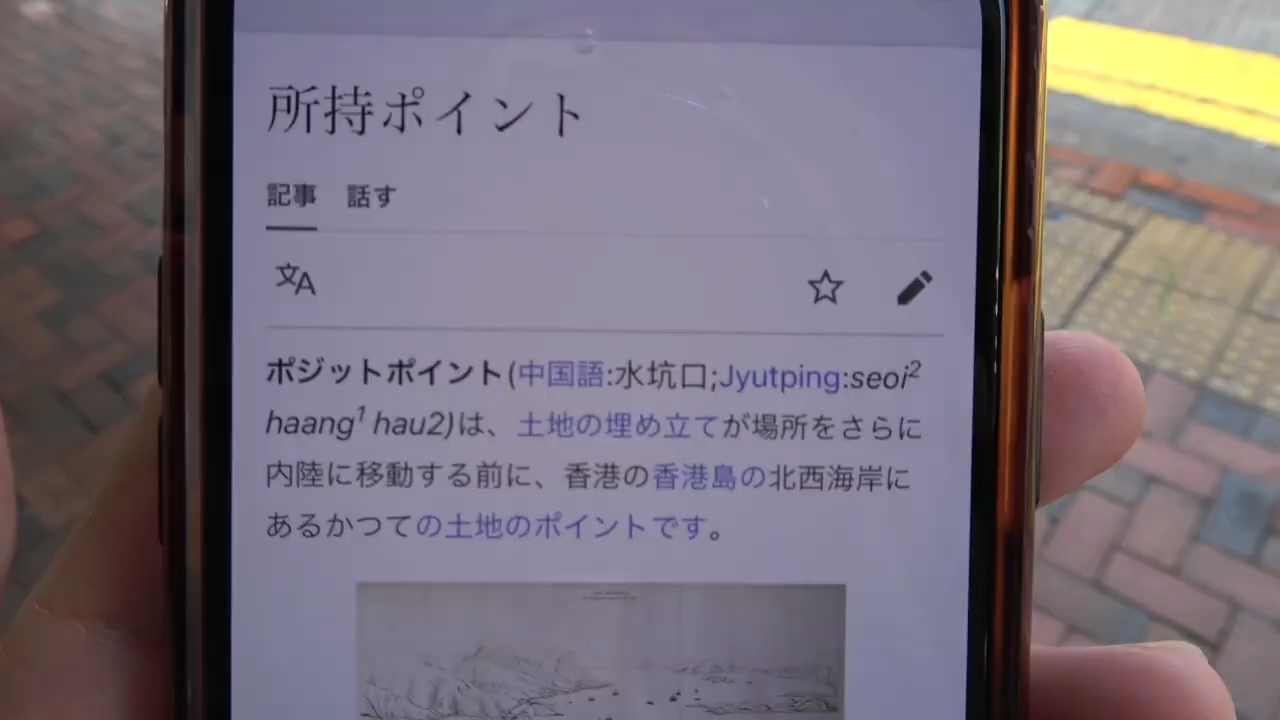 所持ポイント
記事 話す
文A
ポジットポイント(中国語:水坑口;Jyutping:seoi²
haang¹ hau2)は、土地の埋め立てが場所をさらに
内陸に移動する前に、香港の香港島の北西海岸に
あるかつての土地のポイントです。